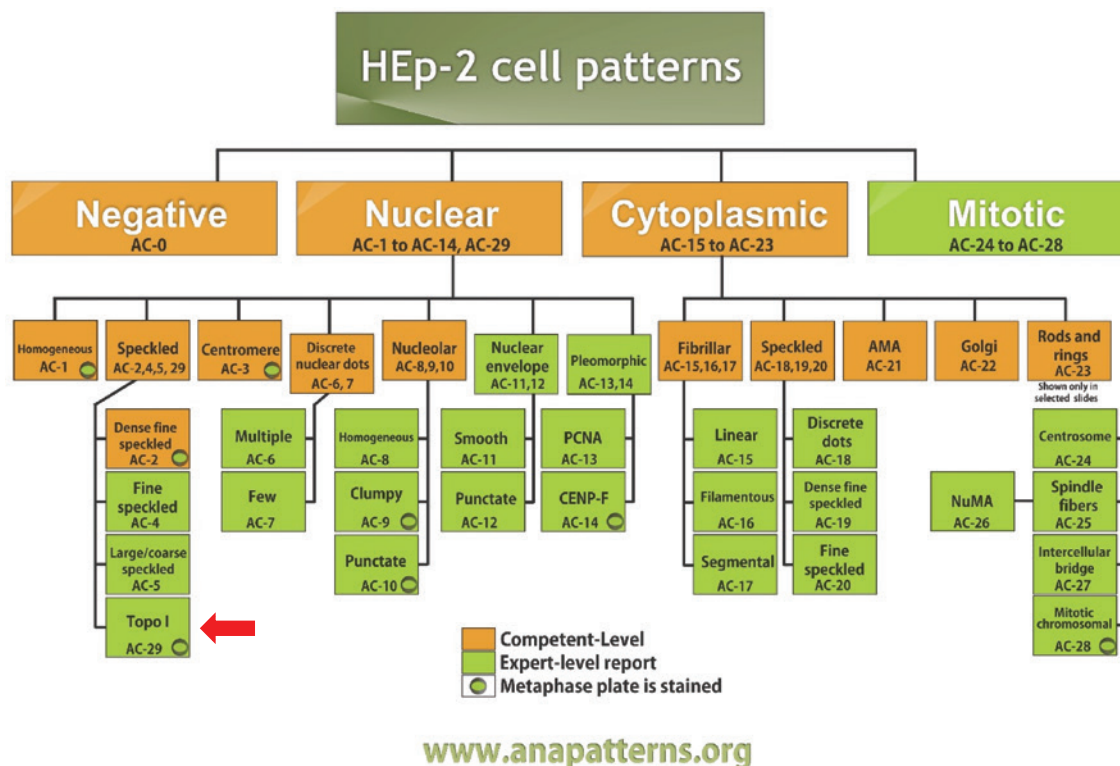 HEp-2 cell patterns
Negative
AC-0
Nuclear
AC-1 to AC-14, AC-29
Cytoplasmic
AC-15 to AC-23
Mitotic
AC-24 to AC-28
Homogeneous
AC-1
Speckled
AC-2,4,5, 29
Centromere
AC-3
Discrete
nuclear dots
AC-6, 7
Nucleolar
AC-8,9,10
Nuclear
envelope
AC-11,12
Pleomorphic
AC-13,14
Fibrillar
AC-15,16,17
Speckled
AC-18,19,20
AMA
AC-21
Golgi
AC-22
Rods and
rings
AC-23
Shown only in
selected slides
Dense fine
speckled
AC-2
Fine
speckled
AC-4
Large/coarse
speckled
AC-5
Topo I
AC-29
Multiple
AC-6
Few
AC-7
Homogeneous
AC-8
Clumpy
AC-9
Punctate
AC-10
Smooth
AC-11
Punctate
AC-12
PCNA
AC-13
CENP-F
AC-14
Linear
AC-15
Filamentous
AC-16
Segmental
AC-17
Discrete
dots
AC-18
Dense fine
speckled
AC-19
Fine
speckled
AC-20
Centrosome
AC-24
NuMA
AC-26
Spindle
fibers
AC-25
Intercellular
bridge
AC-27
Mitotic
chromosomal
AC-28
Competent-Level
Expert-level report
Metaphase plate is stained
www.anapatterns.org